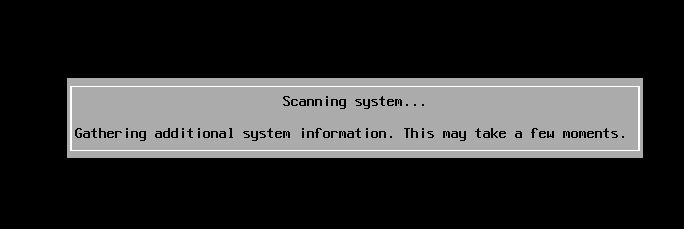 Scanning system...
Gathering additional system information. This may take a few moments.